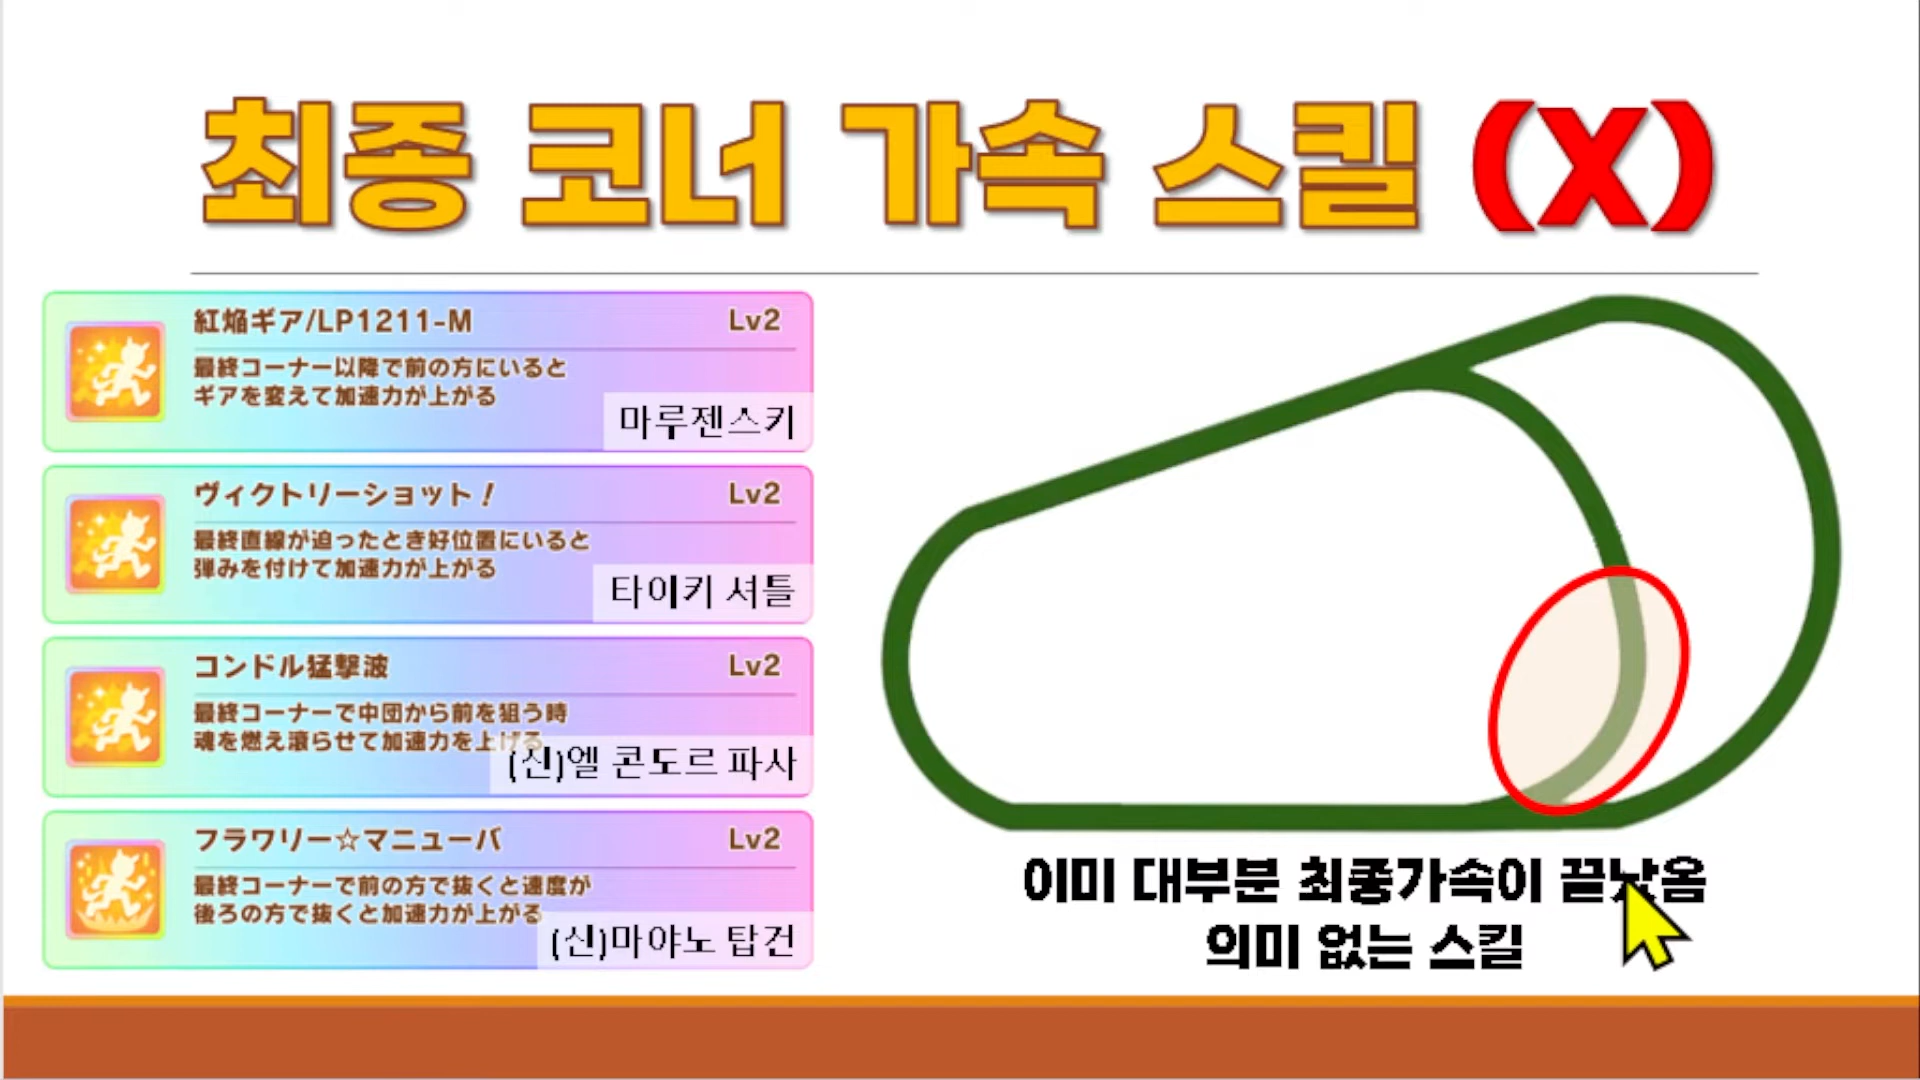 최종 코너 가속 스킬 (X)
紅焔ギア/LP1211-M Lv2
最終コーナー以降で前の方にいると
ギアを変えて加速力が上がる
마루젠스키
ヴィクトリーショット! Lv2
最終直線が迫ったとき好位置にいると
弾みを付けて加速力が上がる
타이키 셔틀
コンドル猛撃波 Lv2
最終コーナーで中団から前を狙う時
魂を燃え滾らせて加速力を上げる
(신)엘 콘도르 파사
フラワリー☆マニューバ Lv2
最終コーナーで前の方で抜くと速度が
後ろの方で抜くと加速力が上がる
(신)마야노 탑건
이미 대부분 최종가속이 끝났음
의미 없는 스킬